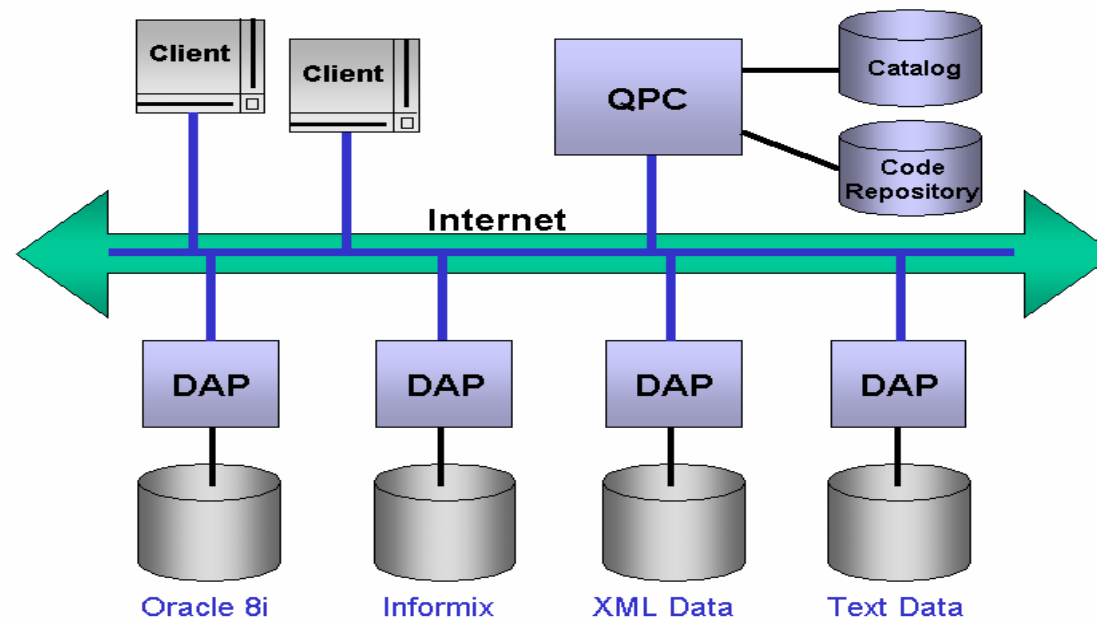 Client
Client
QPC
Catalog
Code
Repository
Internet
DAP
DAP
DAP
DAP
Oracle 8i
Informix
XML Data
Text Data